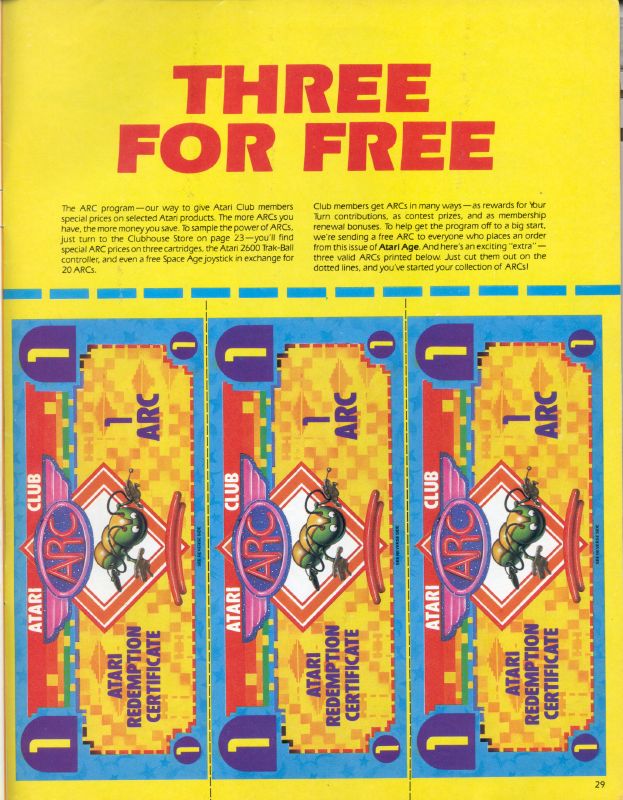 THREE
FOR FREE
The ARC program—our way to give Atari Club members
special prices on selected Atari products. The more ARCs you
have, the more money you save. To sample the power of ARCs,
just turn to the Clubhouse Store on page 23—you'll find
special ARC prices on three cartridges, the Atari 2600 Trak-Ball
controller, and even a free Space Age joystick in exchange for
20 ARCs.
Club members get ARCs in many ways—as rewards for Your
Turn contributions, as contest prizes, and as membership
renewal bonuses. To help get the program off to a big start,
we're sending a free ARC to everyone who places an order
from this issue of Atari Age. And here's an exciting "extra"—
three valid ARCs printed below. Just cut them out on the
dotted lines, and you've started your collection of ARCs!
1
1
ATARI CLUB
ARC
ATARI
REDEMPTION
CERTIFICATE
1
ARC
SEE REVERSE SIDE
1
1
1
1
ATARI CLUB
ARC
ATARI
REDEMPTION
CERTIFICATE
1
ARC
SEE REVERSE SIDE
1
1
1
1
ATARI CLUB
ARC
ATARI
REDEMPTION
CERTIFICATE
1
ARC
SEE REVERSE SIDE
1
1
29